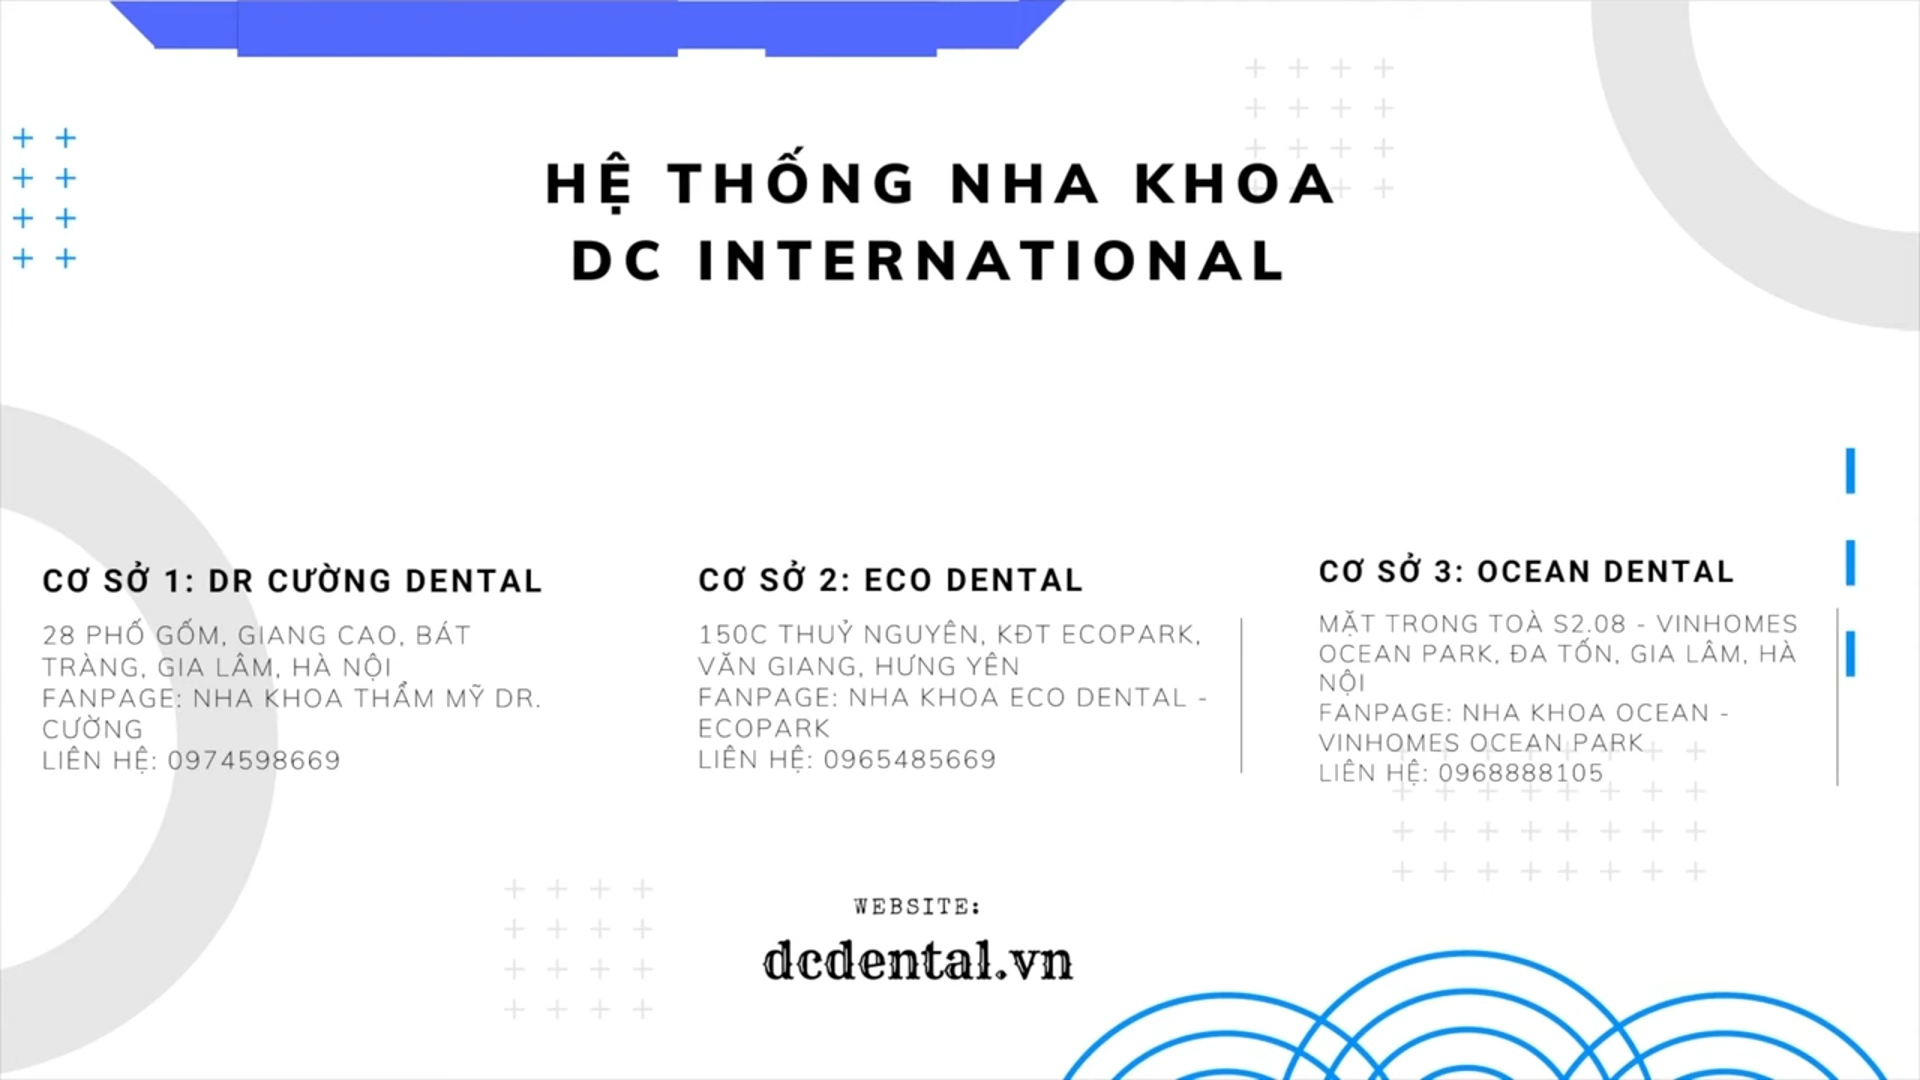 HỆ THỐNG NHA KHOA
DC INTERNATIONAL
CƠ SỞ 1: DR CƯỜNG DENTAL
28 PHỐ GỐM, GIANG CAO, BÁT
TRÀNG, GIA LÂM, HÀ NỘI
FANPAGE: NHA KHOA THẨM MỸ DR.
CƯỜNG
LIÊN HỆ: 0974598669
CƠ SỞ 2: ECO DENTAL
150C THUỶ NGUYÊN, KĐT ECOPARK,
VĂN GIANG, HƯNG YÊN
FANPAGE: NHA KHOA ECO DENTAL -
ECOPARK
LIÊN HỆ: 0965485669
CƠ SỞ 3: OCEAN DENTAL
MẶT TRONG TOÀ S2.08 - VINHOMES
OCEAN PARK, ĐA TỐN, GIA LÂM, HÀ
NỘI
FANPAGE: NHA KHOA OCEAN -
VINHOMES OCEAN PARK
LIÊN HỆ: 0968888105
WEBSITE:
dcdental.vn